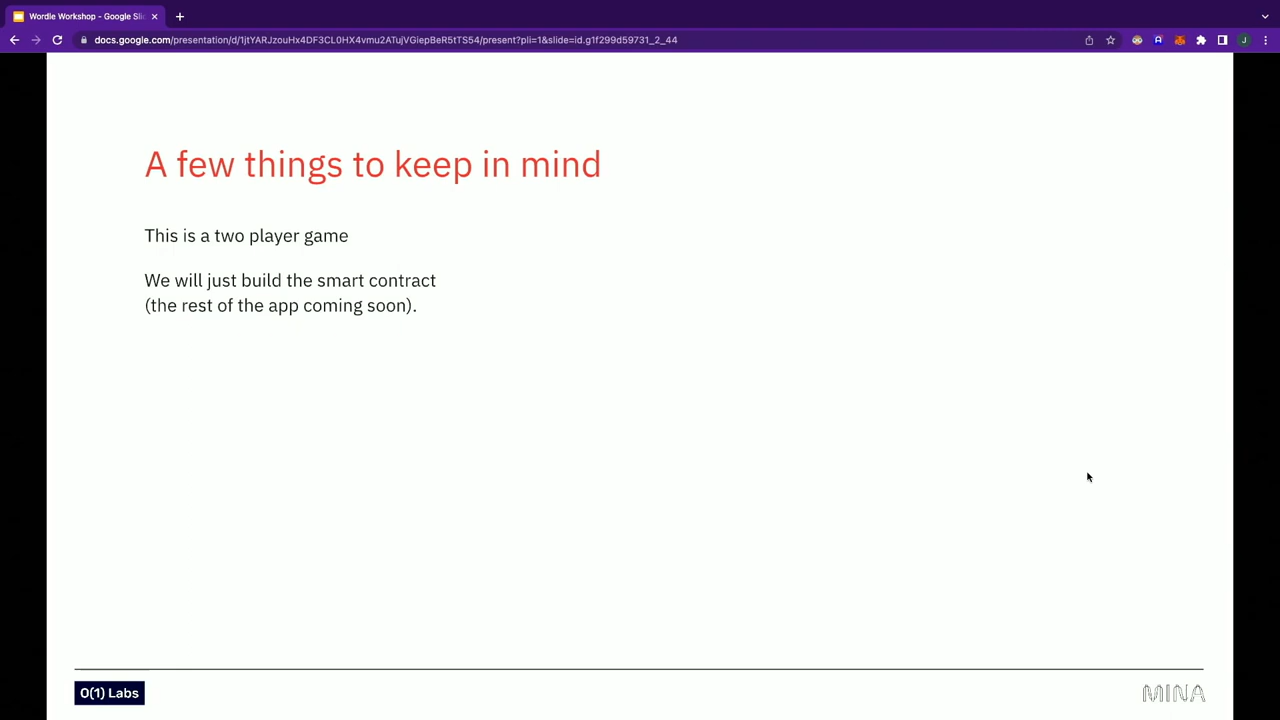 Wordle Workshop - Google Slid
docs.google.com/presentation/d/1jtYARJzouHx4DF3CL0HX4vmu2ATujVGiepBeR5tTS54/present?pli=1&slide=id.g1f299d59731_2_44
J
A few things to keep in mind
This is a two player game
We will just build the smart contract
(the rest of the app coming soon).
O(1) Labs
MINA